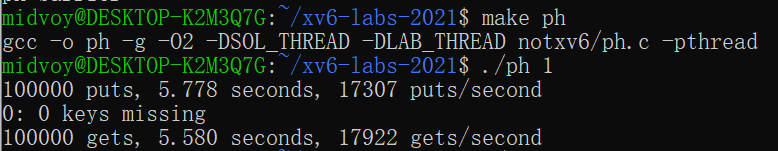 midvoy@DESKTOP-K2M3Q7G:~/xv6-labs-2021$ make ph
gcc -o ph -g -O2 -DSOL_THREAD -DLAB_THREAD notxv6/ph.c -pthread
midvoy@DESKTOP-K2M3Q7G:~/xv6-labs-2021$ ./ph 1
100000 puts, 5.778 seconds, 17307 puts/second
0: 0 keys missing
100000 gets, 5.580 seconds, 17922 gets/second